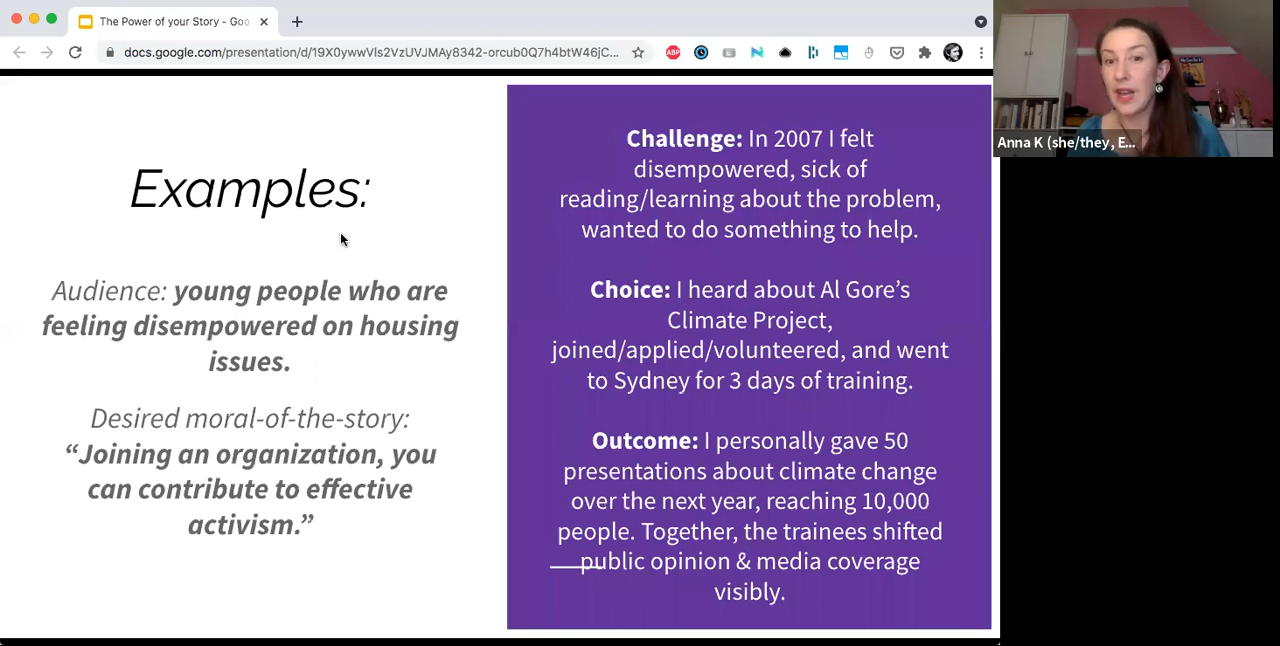 The Power of your Story - Goo
docs.google.com/presentation/d/19X0ywwVIs2VzUVJMAy8342-orcub0Q7h4btW46jC...
ABP
Anna K (she/they, E...
Examples:
Audience: young people who are
feeling disempowered on housing
issues.
Desired moral-of-the-story:
“Joining an organization, you
can contribute to effective
activism.”
Challenge: In 2007 I felt
disempowered, sick of
reading/learning about the problem,
wanted to do something to help.
Choice: I heard about Al Gore’s
Climate Project,
joined/applied/volunteered, and went
to Sydney for 3 days of training.
Outcome: I personally gave 50
presentations about climate change
over the next year, reaching 10,000
people. Together, the trainees shifted
public opinion & media coverage
visibly.